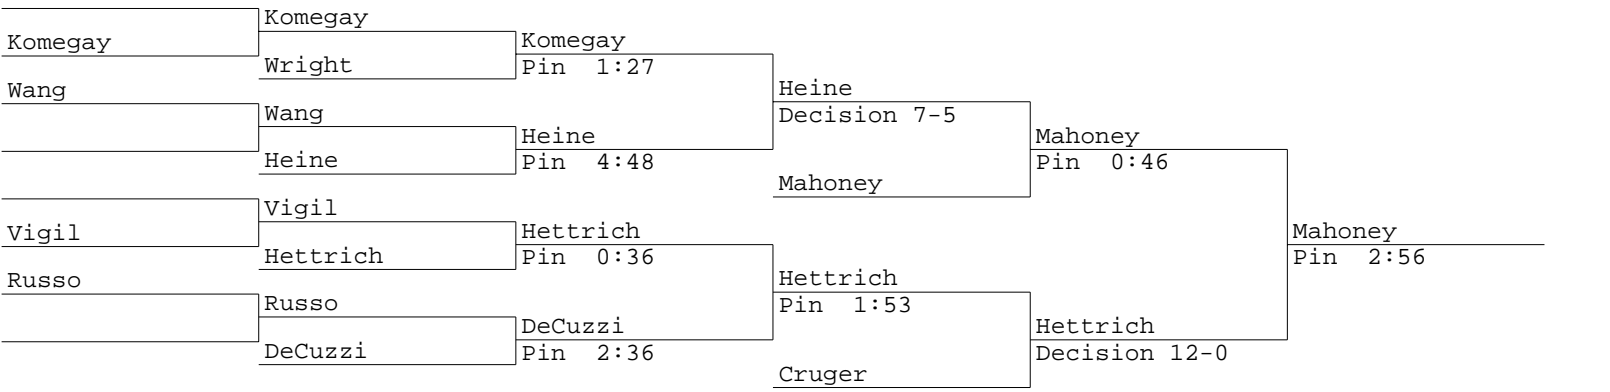 Komegay
Komegay
Komegay
Wright
Pin 1:27
Wang
Heine
Wang
Decision 7-5
Heine
Mahoney
Heine
Pin 4:48
Pin 0:46
Mahoney
Vigil
Vigil
Hettrich
Mahoney
Hettrich
Pin 0:36
Pin 2:56
Russo
Hettrich
Russo
Pin 1:53
DeCuzzi
Hettrich
DeCuzzi
Pin 2:36
Decision 12-0
Cruger